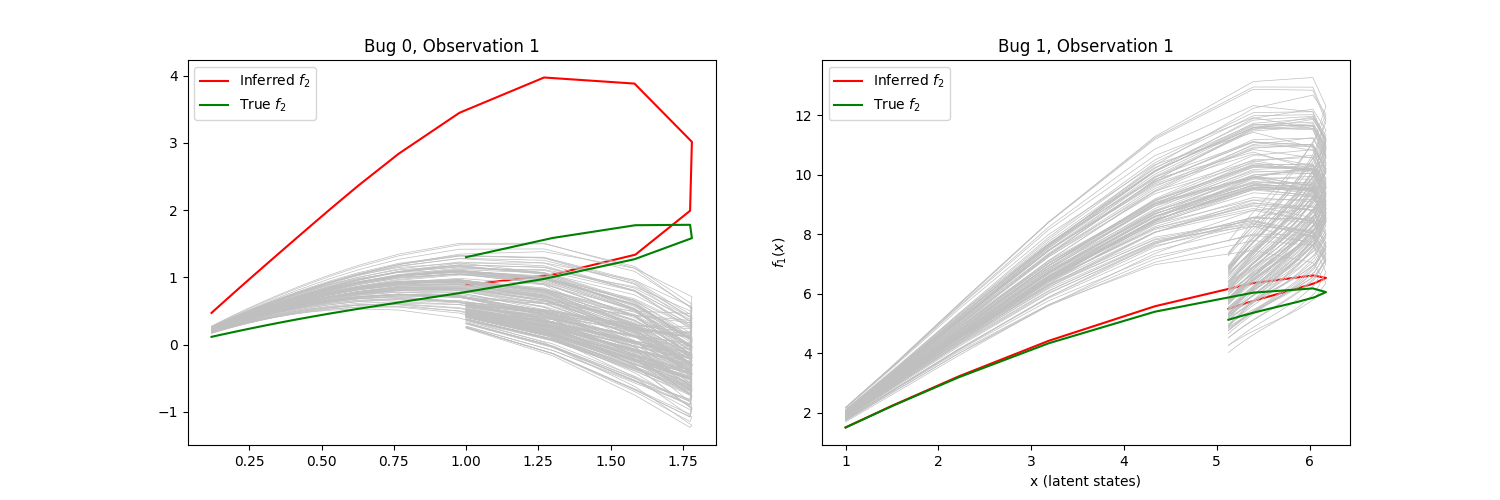 Bug 0, Observation 1
Inferred f₂
True f₂
4
3
2
1
0
−1
0.25 0.50 0.75 1.00 1.25 1.50 1.75
Bug 1, Observation 1
Inferred f₂
True f₂
f₁(x)
12
10
8
6
4
2
1 2 3 4 5 6
x (latent states)